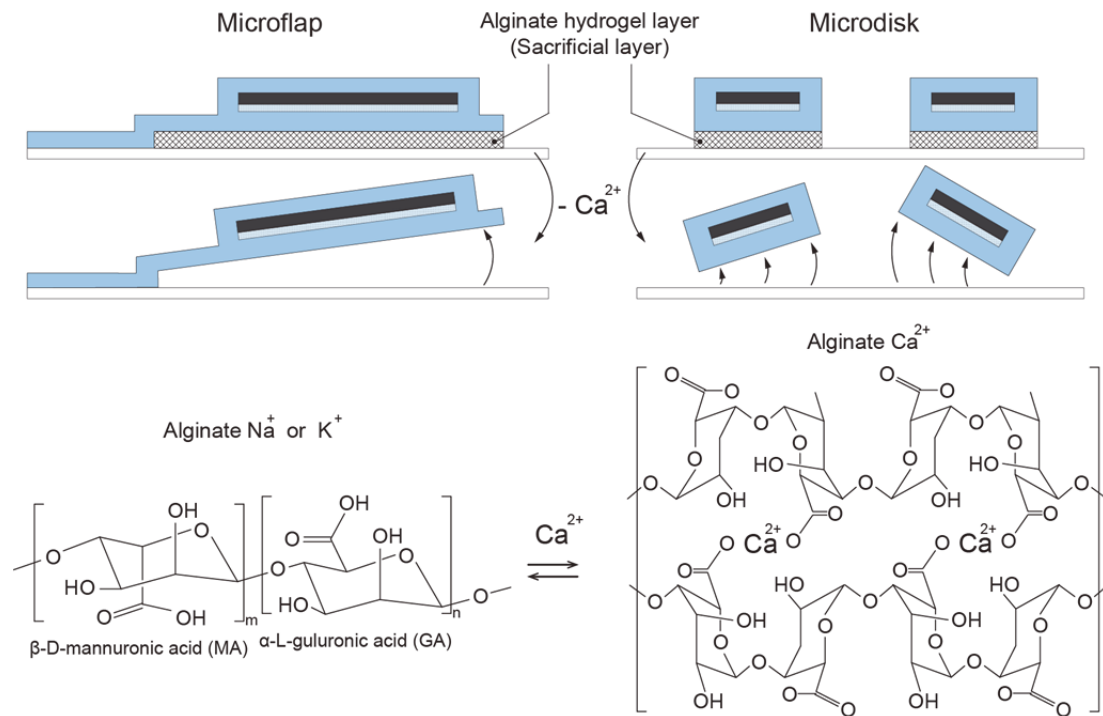 Microflap
Alginate hydrogel layer
(Sacrificial layer)
Microdisk
- Ca2+
Alginate Ca2+
Alginate Na+ or K+
O
OH
O
OH
O
O
HO
O
OH
m
OH
O
O
OH
HO
O
n
β-D-mannuronic acid (MA)
α-L-guluronic acid (GA)
Ca2+
O
O
O
O
O
O
O
O
O
HO
O
O
HO
O
O
OH
O
O
OH
O
O
O
Ca2+
O
Ca2+
O
O
O
O
O
HO
O
O
HO
O
OH
O
O
OH
O
O
O
O
O
OH
O
O
OH
O
O